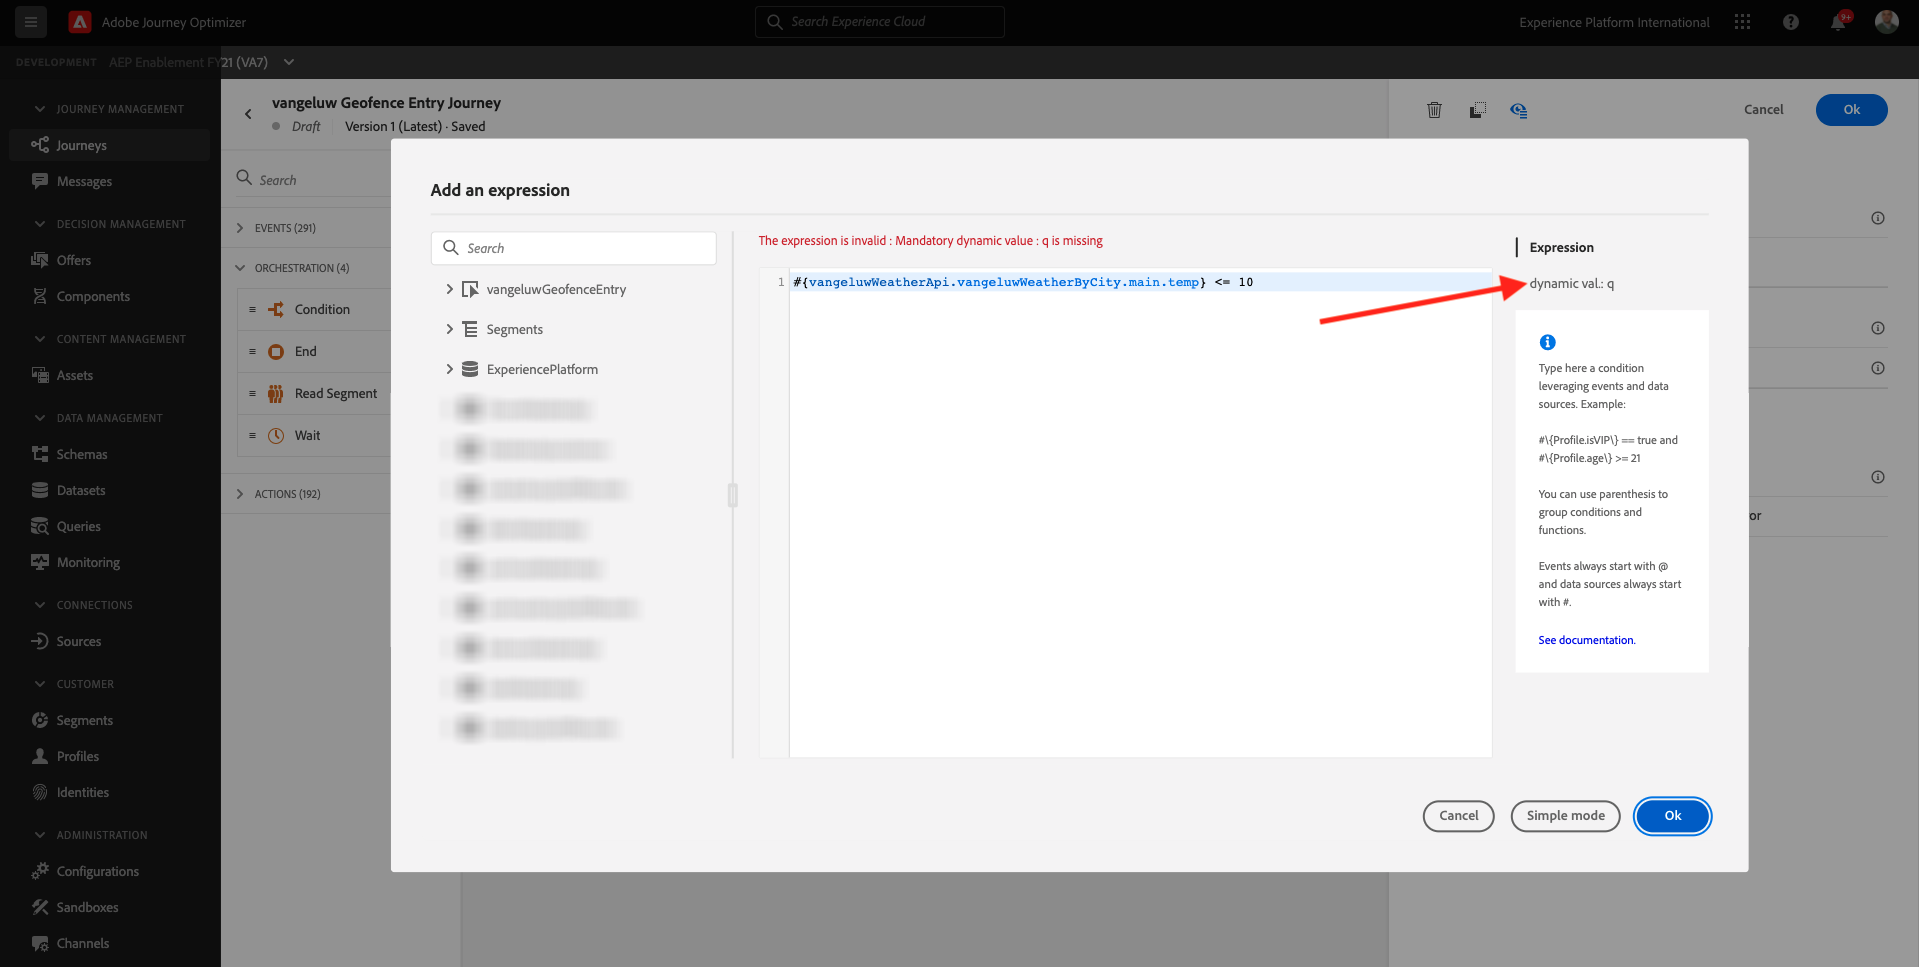 Adobe Journey Optimizer
Search Experience Cloud
Experience Platform International
9+
DEVELOPMENT AEP Enablement FY21 (VA7)
JOURNEY MANAGEMENT
Journeys
Messages
DECISION MANAGEMENT
Offers
Components
CONTENT MANAGEMENT
Assets
DATA MANAGEMENT
Schemas
Datasets
Queries
Monitoring
CONNECTIONS
Sources
CUSTOMER
Segments
Profiles
Identities
ADMINISTRATION
Configurations
Sandboxes
Channels
vangeluw Geofence Entry Journey
Draft Version 1 (Latest) · Saved
Search
EVENTS (291)
ORCHESTRATION (4)
Condition
End
Read Segment
Wait
ACTIONS (192)
Cancel Ok
or
Add an expression
Search
vangeluwGeofenceEntry
Segments
ExperiencePlatform
The expression is invalid : Mandatory dynamic value : q is missing
1 #{vangeluwWeatherApi.vangeluwWeatherByCity.main.temp} <= 10
Expression
dynamic val.: q
Type here a condition
leveraging events and data
sources. Example:
#\{Profile.isVIP\} == true and
#\{Profile.age\} >= 21
You can use parenthesis to
group conditions and
functions.
Events always start with @
and data sources always start
with #.
See documentation.
Cancel Simple mode Ok